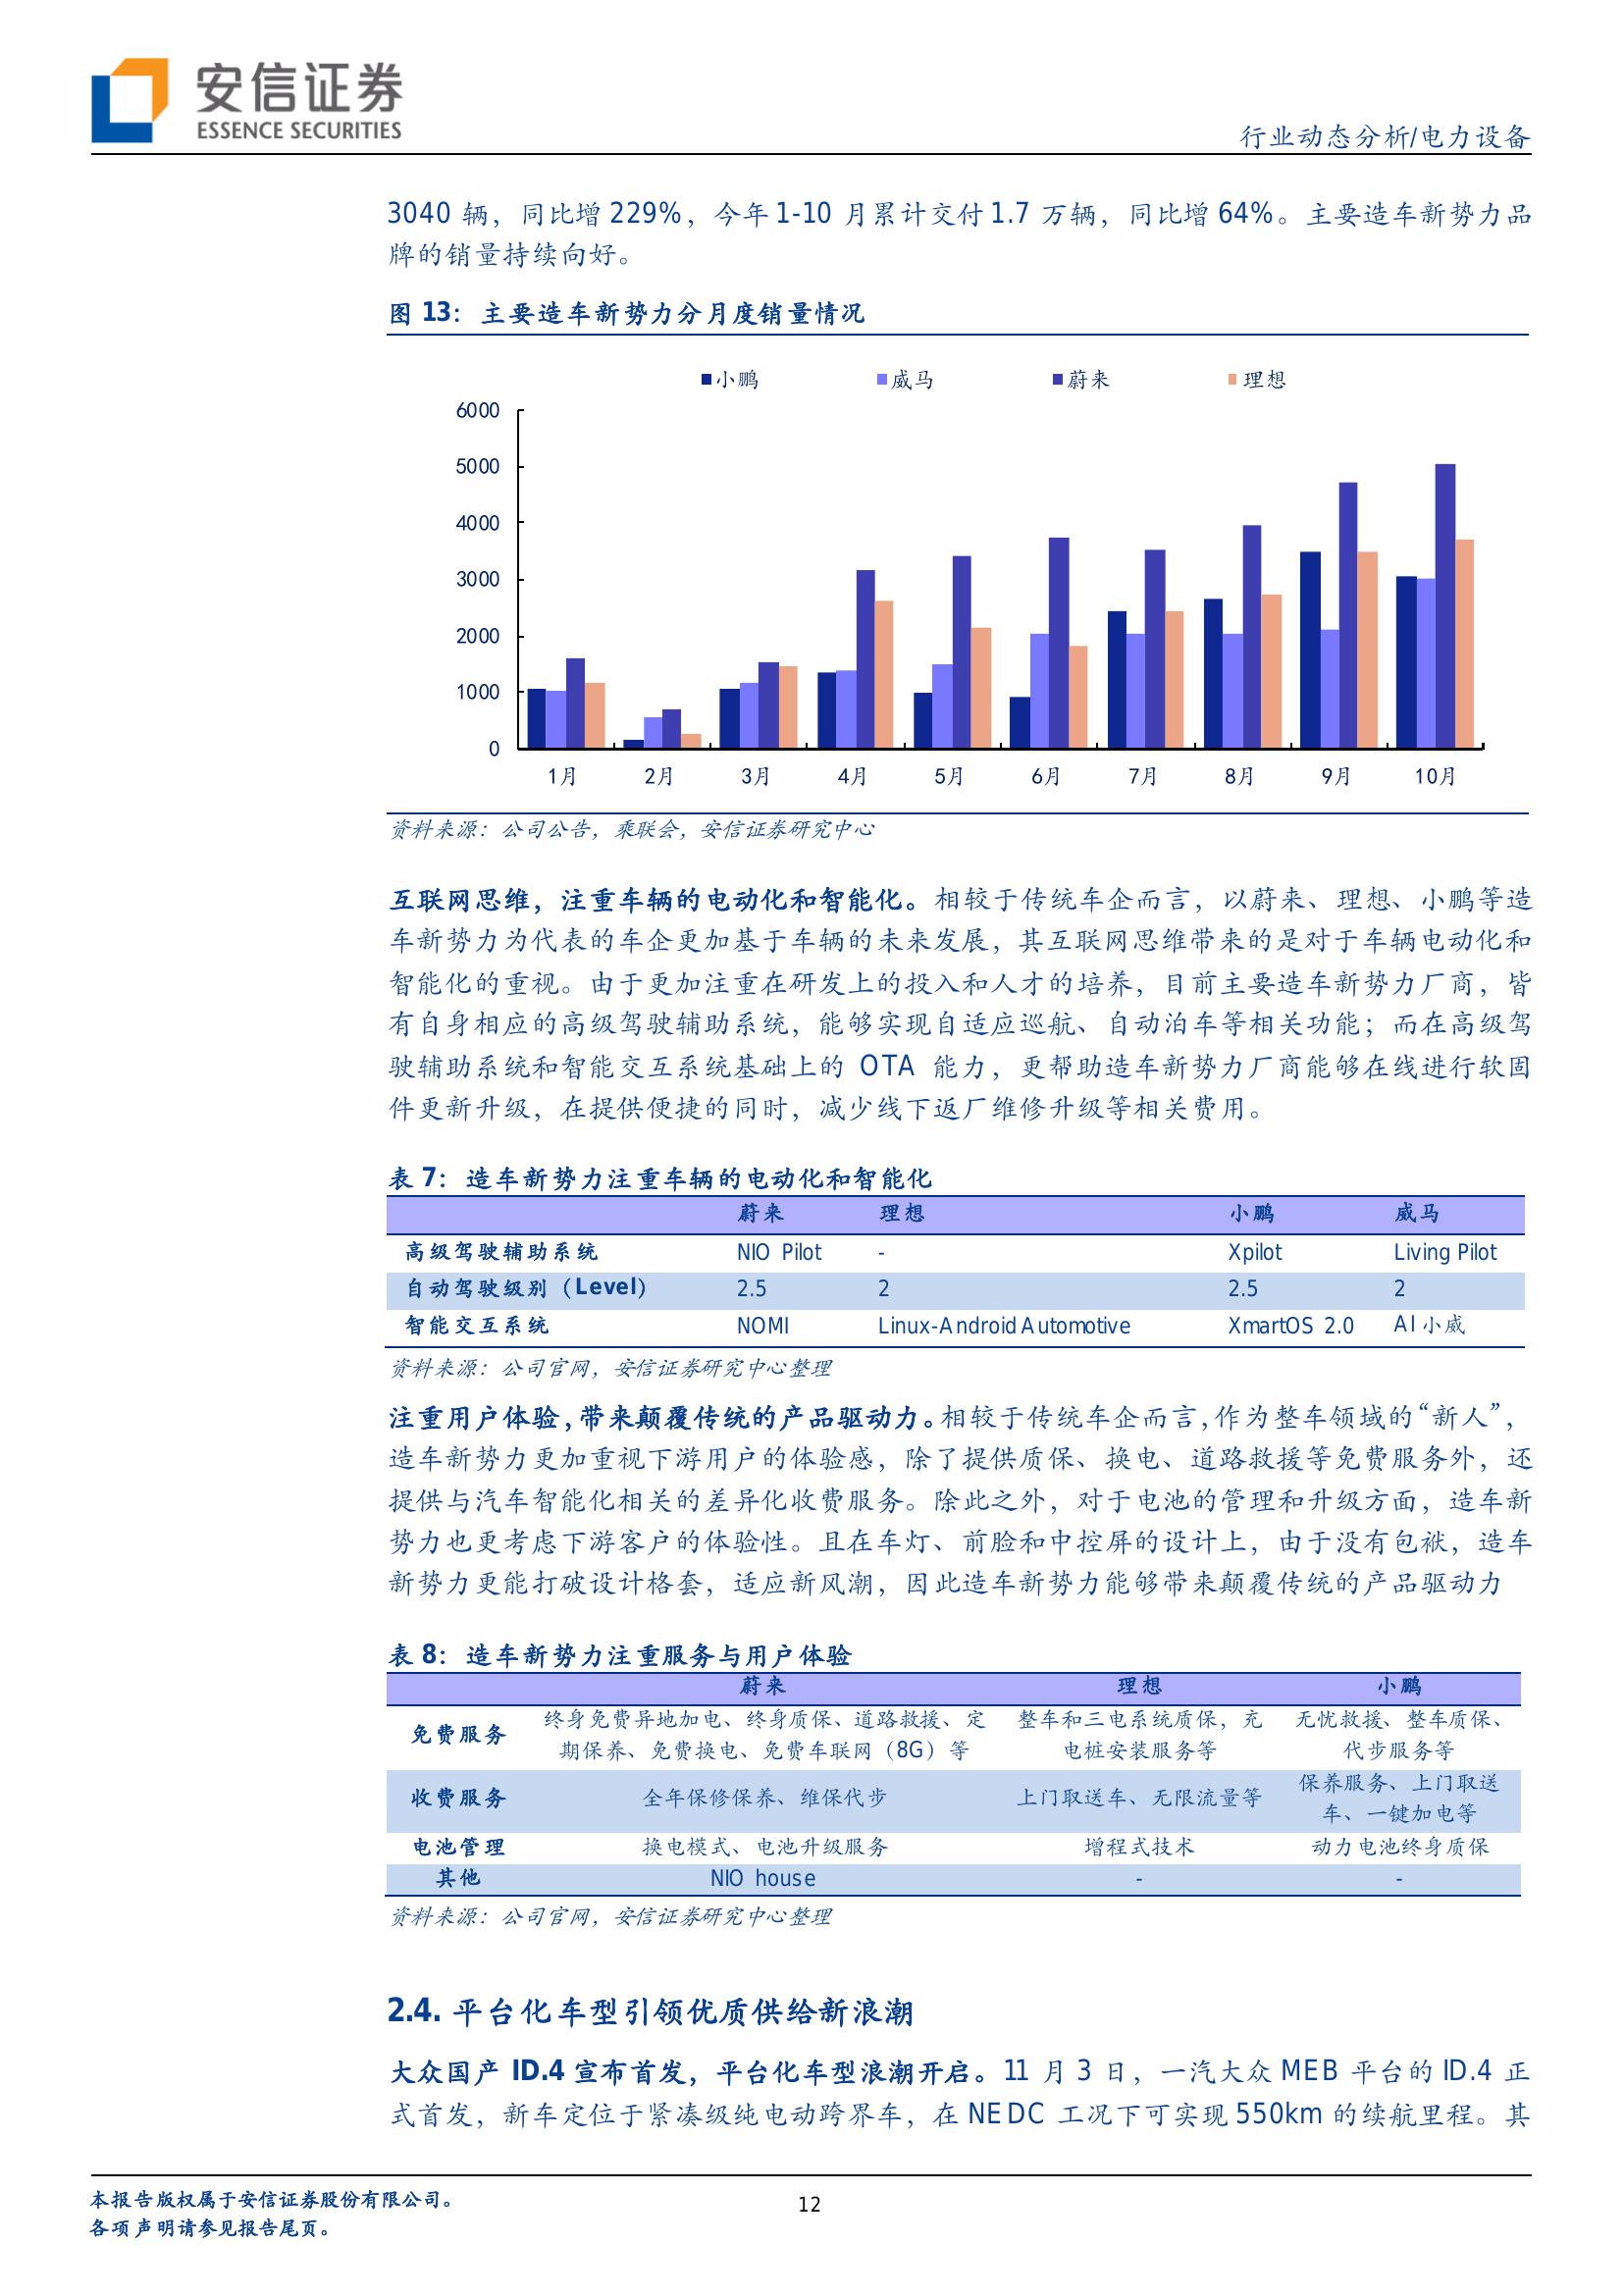 安信证券
ESSENCE SECURITIES
行业动态分析/电力设备
3040 辆，同比增 229%，今年 1-10 月累计交付 1.7 万辆，同比增 64%。主要造车新势力品
牌的销量持续向好。
图 13：主要造车新势力分月度销量情况
小鹏 威马 蔚来 理想
6000
5000
4000
3000
2000
1000
0
1月 2月 3月 4月 5月 6月 7月 8月 9月 10月
资料来源：公司公告，乘联会，安信证券研究中心
互联网思维，注重车辆的电动化和智能化。相较于传统车企而言，以蔚来、理想、小鹏等造
车新势力为代表的车企更加基于车辆的未来发展，其互联网思维带来的是对于车辆电动化和
智能化的重视。由于更加注重在研发上的投入和人才的培养，目前主要造车新势力厂商，皆
有自身相应的高级驾驶辅助系统，能够实现自适应巡航、自动泊车等相关功能；而在高级驾
驶辅助系统和智能交互系统基础上的 OTA 能力，更帮助造车新势力厂商能够在线进行软固
件更新升级，在提供便捷的同时，减少线下返厂维修升级等相关费用。
表 7：造车新势力注重车辆的电动化和智能化
蔚来 理想 小鹏 威马
高级驾驶辅助系统 NIO Pilot - Xpilot Living Pilot
自动驾驶级别（Level） 2.5 2 2.5 2
智能交互系统 NOMI Linux-Android Automotive XmartOS 2.0 AI 小威
资料来源：公司官网，安信证券研究中心整理
注重用户体验，带来颠覆传统的产品驱动力。相较于传统车企而言，作为整车领域的“新人”，
造车新势力更加重视下游用户的体验感，除了提供质保、换电、道路救援等免费服务外，还
提供与汽车智能化相关的差异化收费服务。除此之外，对于电池的管理和升级方面，造车新
势力也更考虑下游客户的体验性。且在车灯、前脸和中控屏的设计上，由于没有包袱，造车
新势力更能打破设计格套，适应新风潮，因此造车新势力能够带来颠覆传统的产品驱动力
表 8：造车新势力注重服务与用户体验
蔚来 理想 小鹏
免费服务 终身免费异地加电、终身质保、道路救援、定 整车和三电系统质保，充 无忧救援、整车质保、
期保养、免费换电、免费车联网（8G）等 电桩安装服务等 代步服务等
收费服务 全年保修保养、维保代步 上门取送车、无限流量等 保养服务、上门取送
车、一键加电等
电池管理 换电模式、电池升级服务 增程式技术 动力电池终身质保
其他 NIO house - -
资料来源：公司官网，安信证券研究中心整理
2.4. 平台化车型引领优质供给新浪潮
大众国产 ID.4 宣布首发，平台化车型浪潮开启。11 月 3 日，一汽大众 MEB 平台的 ID.4 正
式首发，新车定位于紧凑级纯电动跨界车，在 NEDC 工况下可实现 550km 的续航里程。其
本报告版权属于安信证券股份有限公司。
各项声明请参见报告尾页。
12